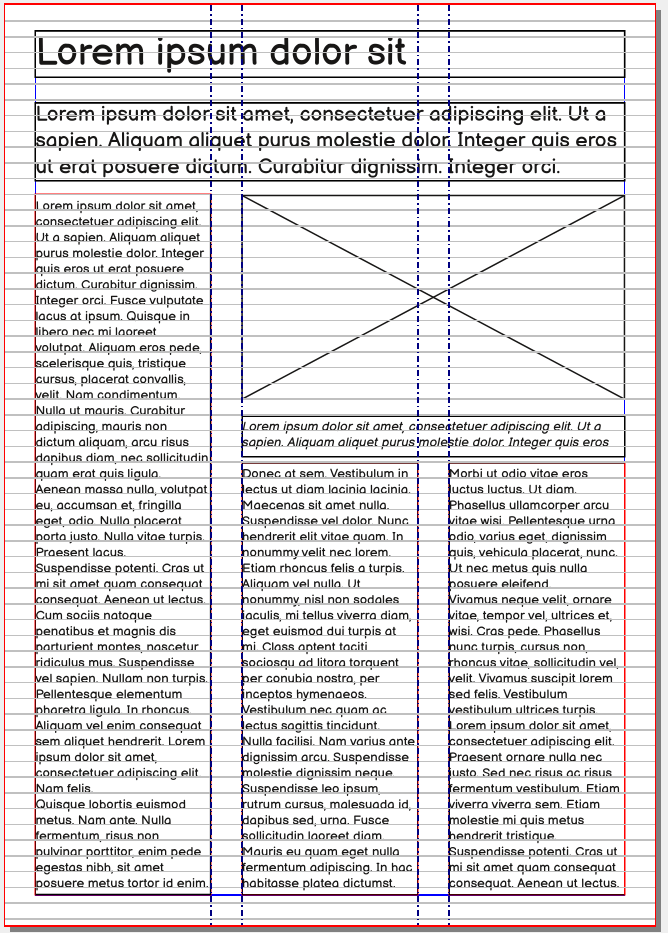 Lorem ipsum dolor sit
Lorem ipsum dolor sit amet, consectetuer adipiscing elit. Ut a
sapien. Aliquam aliquet purus molestie dolor. Integer quis eros
ut erat posuere dictum. Curabitur dignissim. Integer orci.
Lorem ipsum dolor sit amet,
consectetuer adipiscing elit.
Ut a sapien. Aliquam aliquet
purus molestie dolor. Integer
quis eros ut erat posuere
dictum. Curabitur dignissim.
Integer orci. Fusce vulputate
lacus at ipsum. Quisque in
libero nec mi laoreet
volutpat. Aliquam eros pede,
scelerisque quis, tristique
cursus, placerat convallis,
velit. Nam condimentum.
Nulla ut mauris. Curabitur
adipiscing, mauris non
dictum aliquam, arcu risus
dapibus diam, nec sollicitudin
quam erat quis ligula.
Aenean massa nulla, volutpat
eu, accumsan et, fringilla
eget, odio. Nulla placerat
porta justo. Nulla vitae turpis.
Praesent lacus.
Suspendisse potenti. Cras ut
mi sit amet quam consequat
consequat. Aenean ut lectus.
Cum sociis natoque
penatibus et magnis dis
parturient montes, nascetur
ridiculus mus. Suspendisse
vel sapien. Nullam non turpis.
Pellentesque elementum
pharetra ligula. In rhoncus.
Aliquam vel enim consequat
sem aliquet hendrerit. Lorem
ipsum dolor sit amet,
consectetuer adipiscing elit.
Nam felis.
Quisque lobortis euismod
metus. Nam ante. Nulla
fermentum, risus non
pulvinar porttitor, enim pede
egestas nibh, sit amet
posuere metus tortor id enim.
Lorem ipsum dolor sit amet, consectetuer adipiscing elit. Ut a
sapien. Aliquam aliquet purus molestie dolor. Integer quis eros
Donec at sem. Vestibulum in
lectus ut diam lacinia lacinia.
Maecenas sit amet nulla.
Suspendisse vel dolor. Nunc
hendrerit elit vitae quam. In
nonummy velit nec lorem.
Etiam rhoncus felis a turpis.
Aliquam vel nulla. Ut
nonummy, nisl non sodales
iaculis, mi tellus viverra diam,
eget euismod dui turpis at
mi. Class aptent taciti
sociosqu ad litora torquent
per conubia nostra, per
inceptos hymenaeos.
Vestibulum nec quam ac
lectus sagittis tincidunt.
Nulla facilisi. Nam varius ante
dignissim arcu. Suspendisse
molestie dignissim neque.
Suspendisse leo ipsum,
rutrum cursus, malesuada id,
dapibus sed, urna. Fusce
sollicitudin laoreet diam.
Mauris eu quam eget nulla
fermentum adipiscing. In hac
habitasse platea dictumst.
Morbi ut odio vitae eros
luctus luctus. Ut diam.
Phasellus ullamcorper arcu
vitae wisi. Pellentesque urna
odio, varius eget, dignissim
quis, vehicula placerat, nunc.
Ut nec metus quis nulla
posuere eleifend.
Vivamus neque velit, ornare
vitae, tempor vel, ultrices et,
wisi. Cras pede. Phasellus
nunc turpis, cursus non,
rhoncus vitae, sollicitudin vel,
velit. Vivamus suscipit lorem
sed felis. Vestibulum
vestibulum ultrices turpis.
Lorem ipsum dolor sit amet,
consectetuer adipiscing elit.
Praesent ornare nulla nec
justo. Sed nec risus ac risus
fermentum vestibulum. Etiam
viverra viverra sem. Etiam
molestie mi quis metus
hendrerit tristique.
Suspendisse potenti. Cras ut
mi sit amet quam consequat
consequat. Aenean ut lectus.